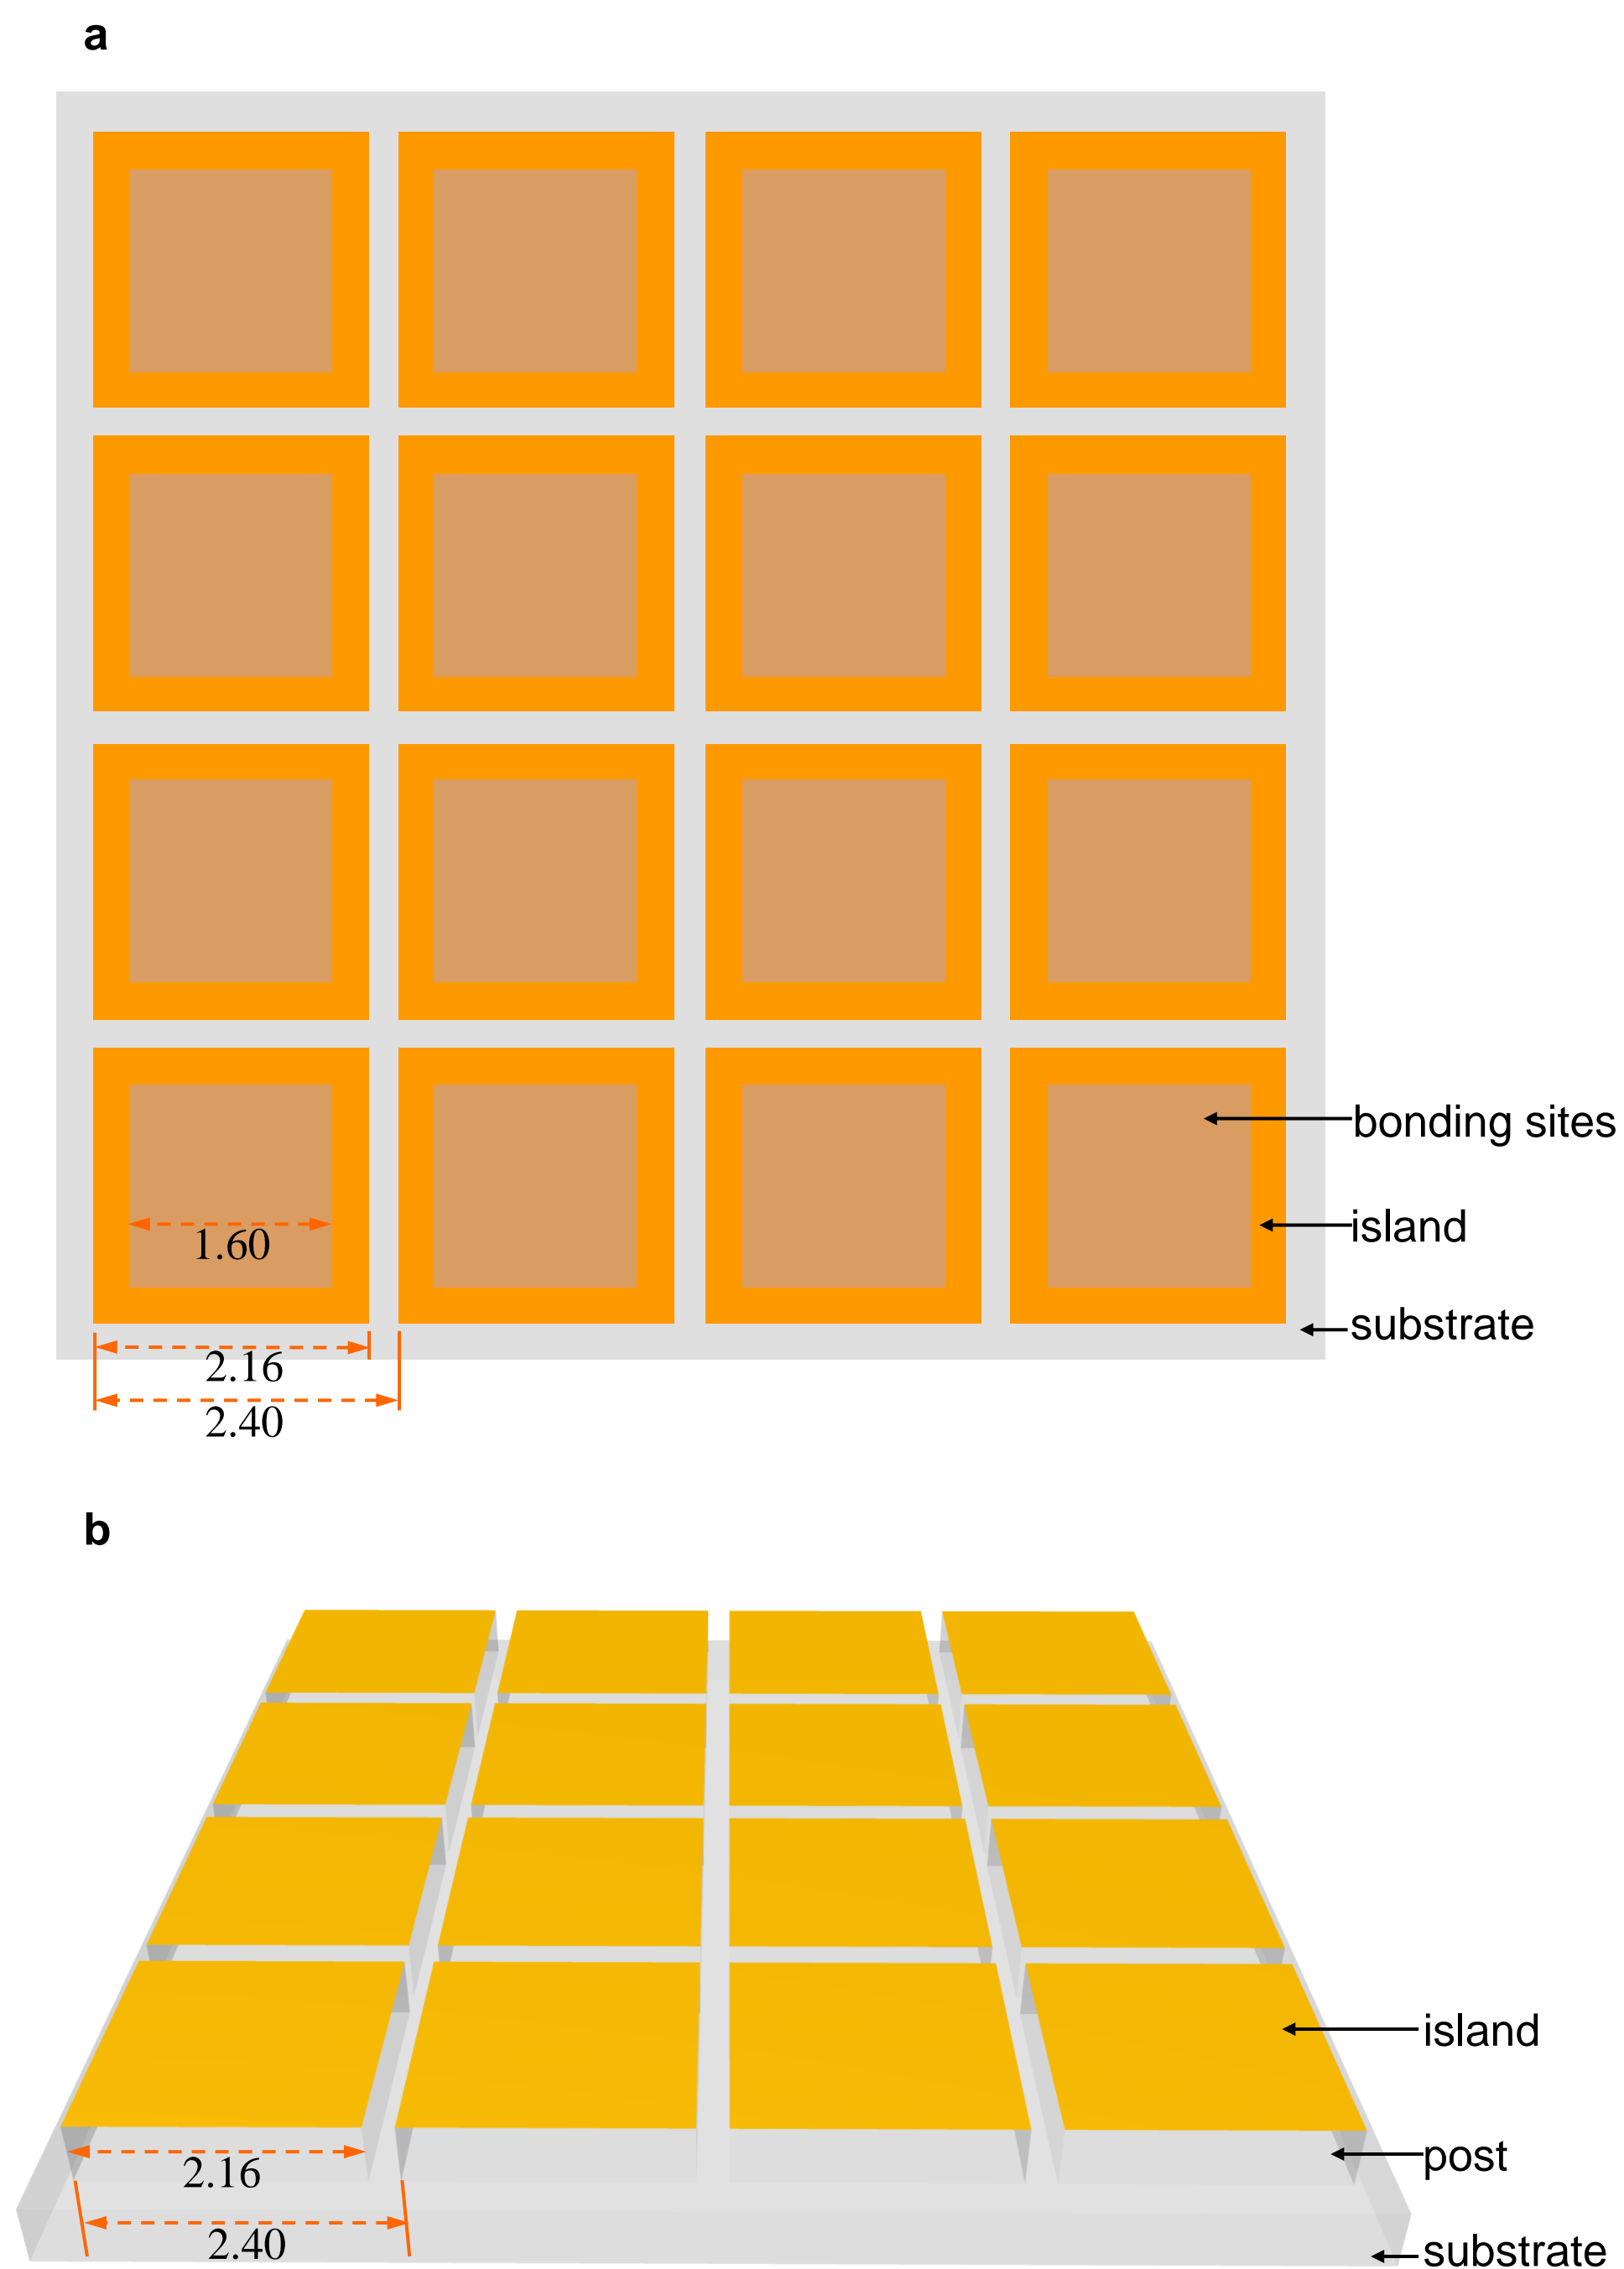 a
bonding sites
island
1.60
substrate
2.16
2.40
b
island
post
2.16
2.40
substrate